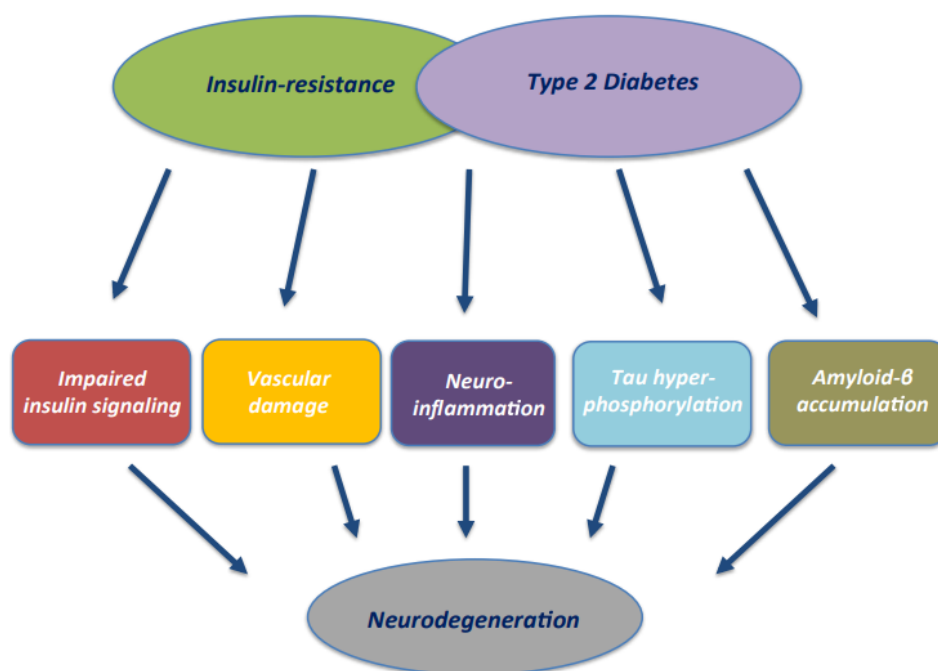 Insulin-resistance
Type 2 Diabetes
Impaired
insulin signaling
Vascular
damage
Neuro-
inflammation
Tau hyper-
phosphorylation
Amyloid-β
accumulation
Neurodegeneration